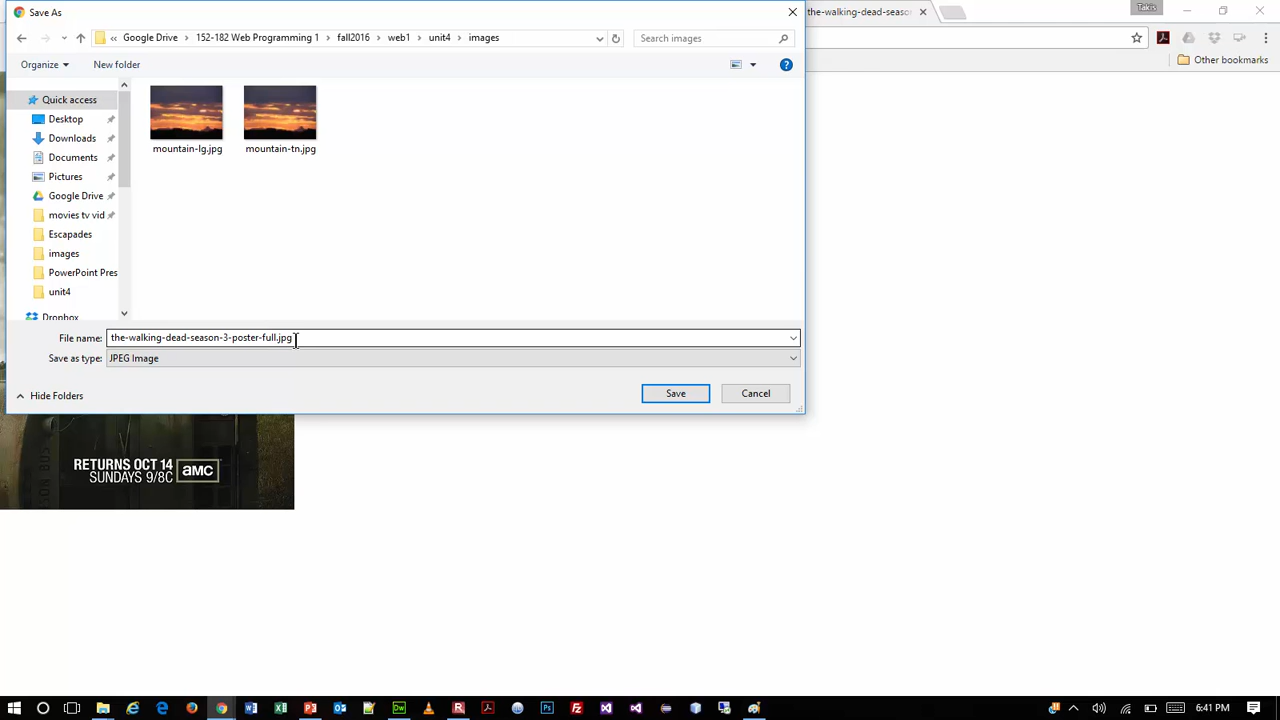 Save As
the-walking-dead-seaso
Takis
Google Drive
152-182 Web Programming 1
fall2016
web1
unit4
images
Search images
Organize
New folder
Other bookmarks
Quick access
Desktop
Downloads
Documents
Pictures
Google Drive
movies tv vid
Escapades
images
PowerPoint Pres
unit4
Dropbox
mountain-lg.jpg
mountain-tn.jpg
File name:
the-walking-dead-season-3-poster-full.jpg
Save as type:
JPEG Image
Hide Folders
Save
Cancel
RETURNS OCT 14
SUNDAYS 9/8C
amc
6:41 PM